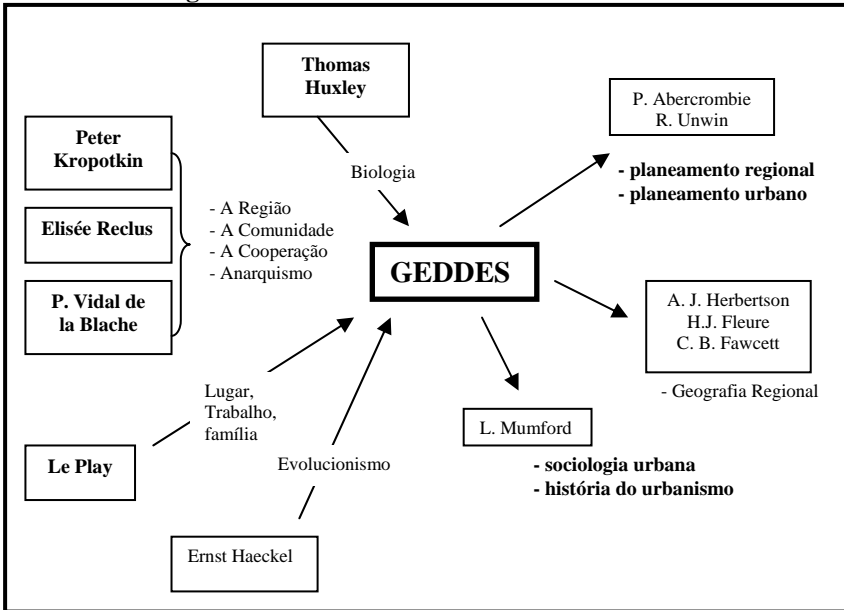 Thomas
Huxley
P. Abercrombie
R. Unwin
Peter
Kropotkin
Biologia
- planeamento regional
- planeamento urbano
- A Região
- A Comunidade
- A Cooperação
- Anarquismo
Elisée Reclus
GEDDES
P. Vidal de
la Blache
A. J. Herbertson
H.J. Fleure
C. B. Fawcett
- Geografia Regional
Lugar,
Trabalho,
família
L. Mumford
Le Play
Evolucionismo
- sociologia urbana
- história do urbanismo
Ernst Haeckel